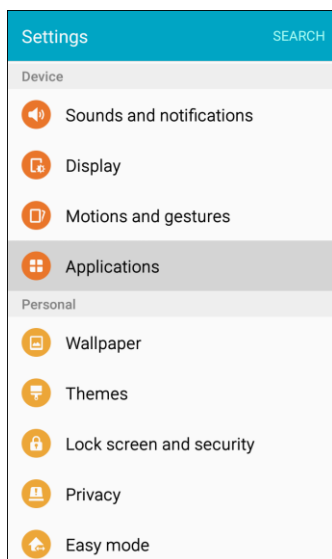 Settings SEARCH
Device
Sounds and notifications
Display
Motions and gestures
Applications
Personal
Wallpaper
Themes
Lock screen and security
Privacy
Easy mode